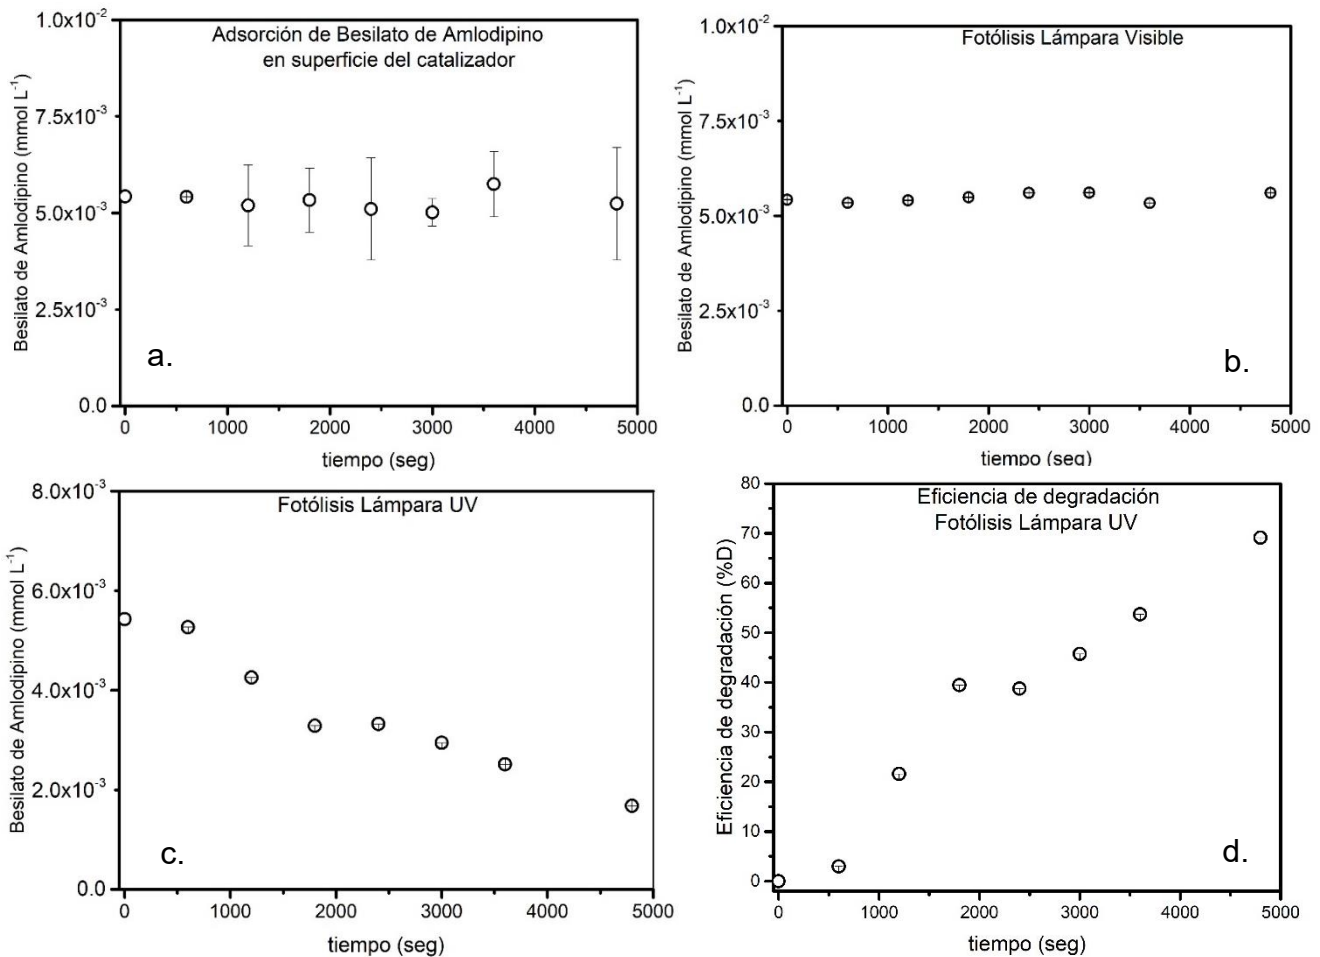 Adsorción de Besilato de Amlodipino
en superficie del catalizador
Besilato de Amlodipino (mmol L⁻¹)
1.0x10⁻²
7.5x10⁻³
5.0x10⁻³
2.5x10⁻³
0.0
a.
0 1000 2000 3000 4000 5000
tiempo (seg)
Fotólisis Lámpara Visible
Besilato de Amlodipino (mmol L⁻¹)
1.0x10⁻²
7.5x10⁻³
5.0x10⁻³
2.5x10⁻³
0.0
b.
0 1000 2000 3000 4000 5000
tiempo (seg)
Fotólisis Lámpara UV
Besilato de Amlodipino (mmol L⁻¹)
8.0x10⁻³
6.0x10⁻³
4.0x10⁻³
2.0x10⁻³
0.0
c.
0 1000 2000 3000 4000 5000
tiempo (seg)
Eficiencia de degradación
Fotólisis Lámpara UV
Eficiencia de degradación (%D)
80
70
60
50
40
30
20
10
0
d.
0 1000 2000 3000 4000 5000
tiempo (seg)